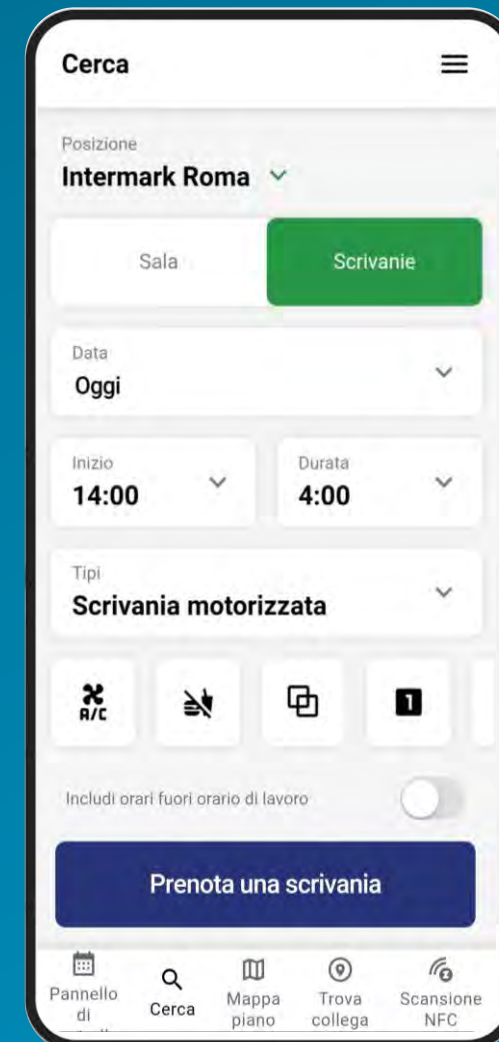 Cerca
Posizione
Intermark Roma
Sala
Scrivanie
Data
Oggi
Inizio
14:00
Durata
4:00
Tipi
Scrivania motorizzata
A/C
1
Includi orari fuori orario di lavoro
Prenota una scrivania
Pannello
di
Cerca
Mappa
piano
Trova
collega
Scansione
NFC